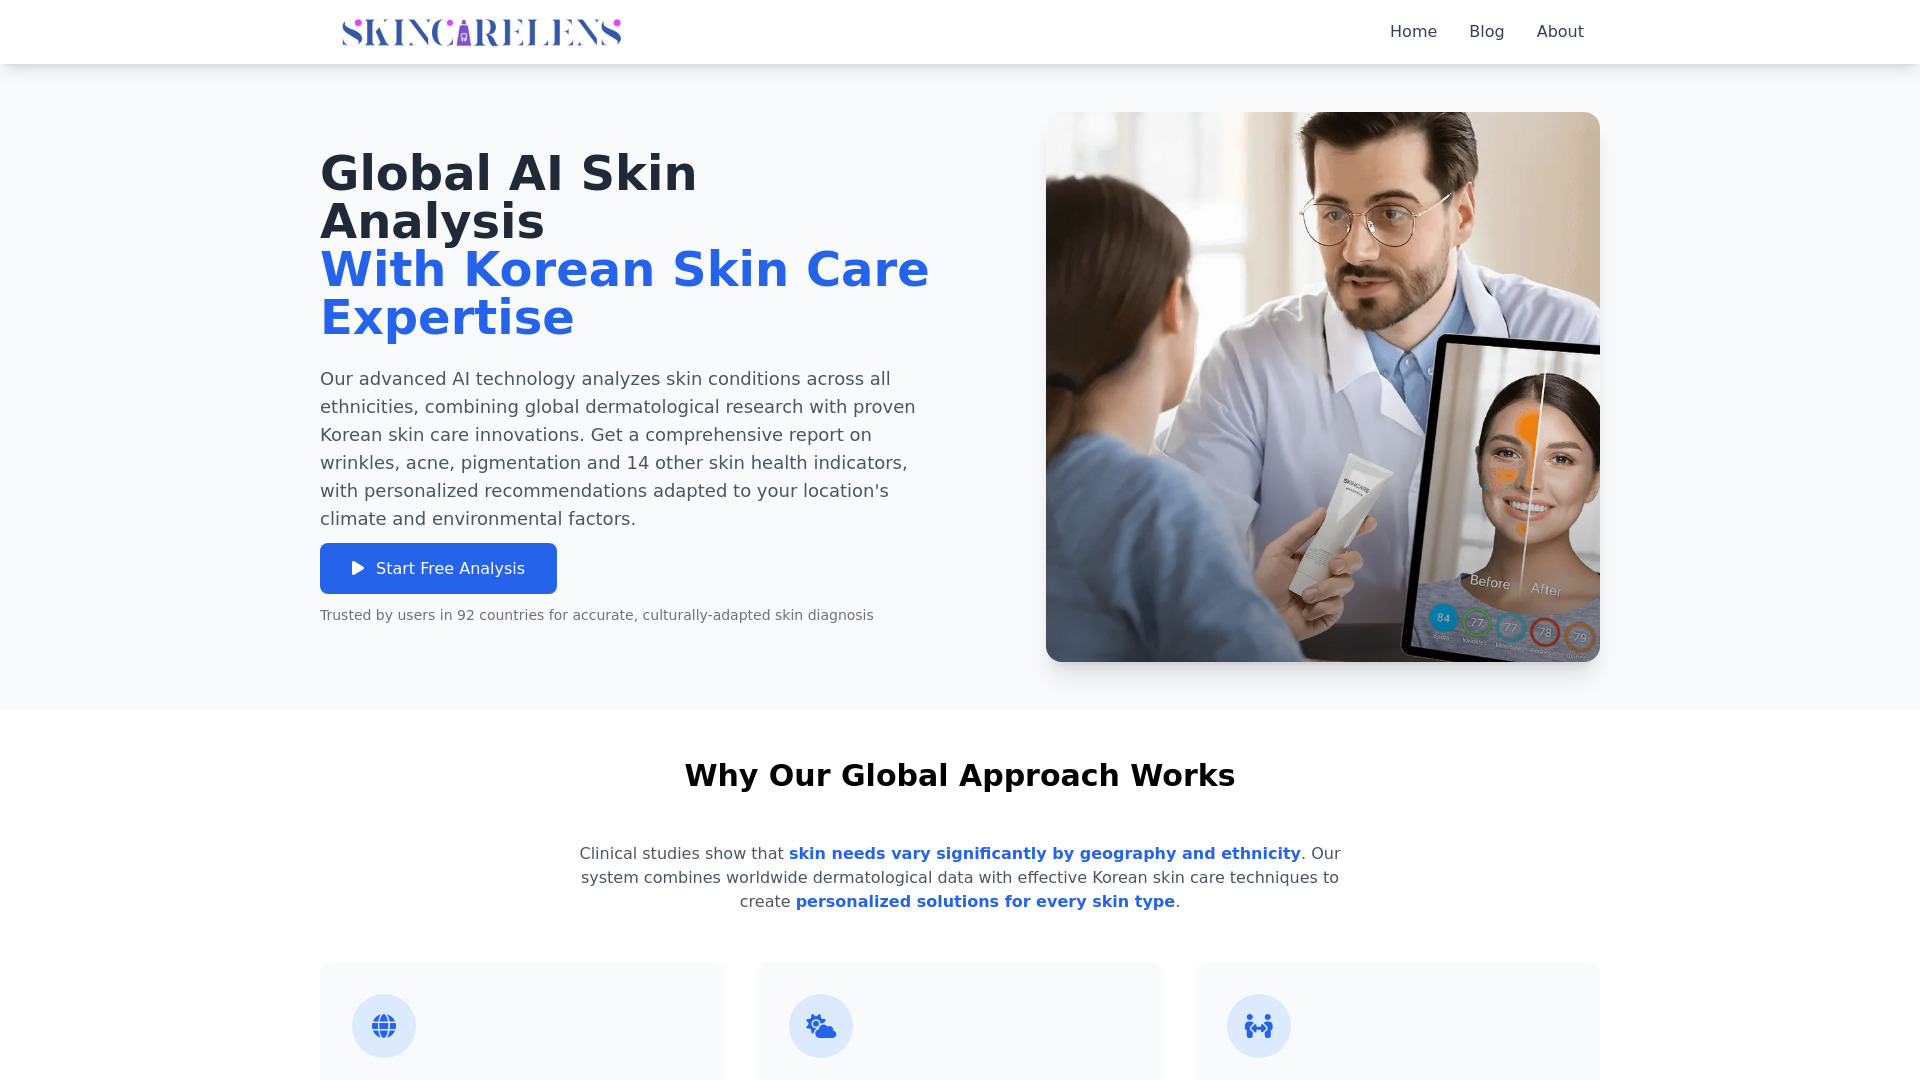 SKINCARELENS
Home
Blog
About
Global AI Skin
Analysis
With Korean Skin Care
Expertise
Our advanced AI technology analyzes skin conditions across all
ethnicities, combining global dermatological research with proven
Korean skin care innovations. Get a comprehensive report on
wrinkles, acne, pigmentation and 14 other skin health indicators,
with personalized recommendations adapted to your location's
climate and environmental factors.
Start Free Analysis
Trusted by users in 92 countries for accurate, culturally-adapted skin diagnosis
SKINCARE
Before After
84 77 77 78 79
Spots Wrinkle
Why Our Global Approach Works
Clinical studies show that skin needs vary significantly by geography and ethnicity. Our
system combines worldwide dermatological data with effective Korean skin care techniques to
create personalized solutions for every skin type.